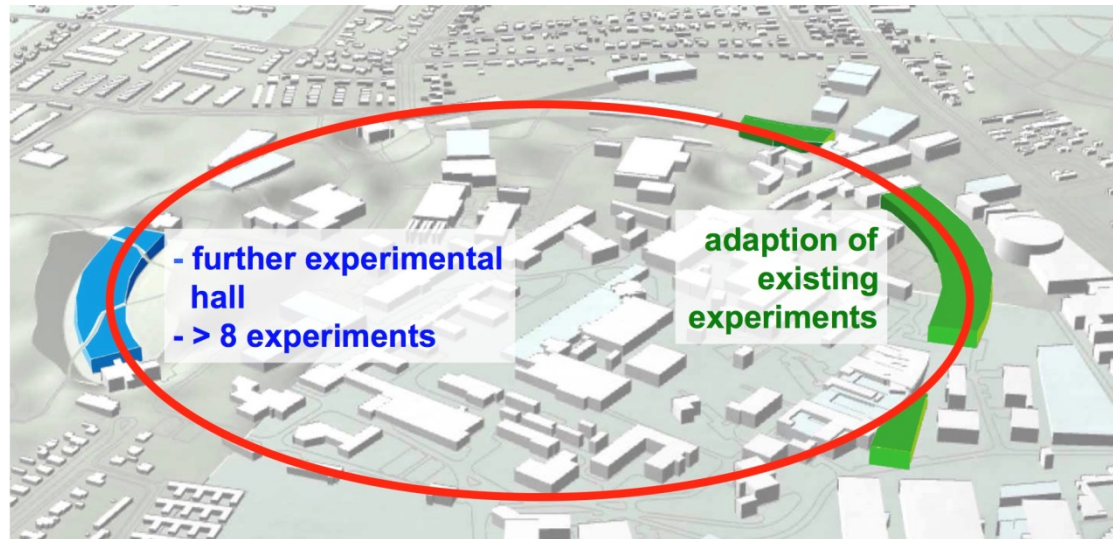 - further experimental
hall
- > 8 experiments
adaption of
existing
experiments